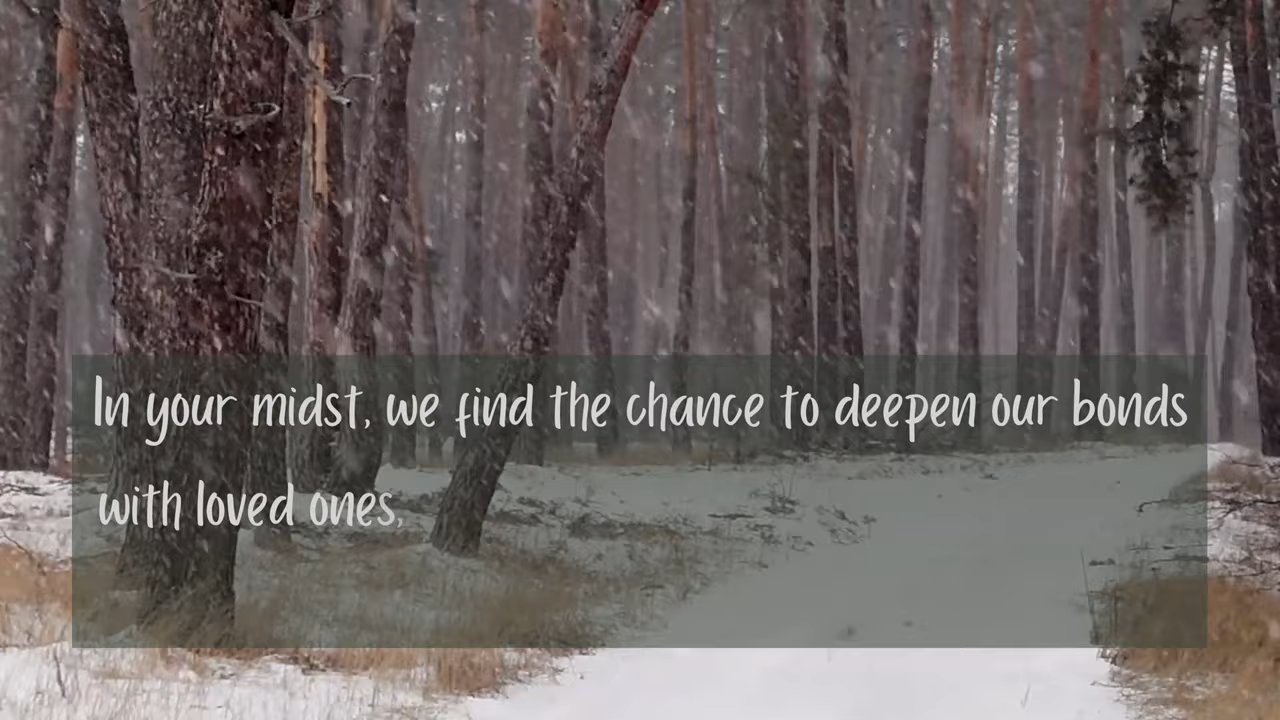 In your midst, we find the chance to deepen our bonds
with loved ones,